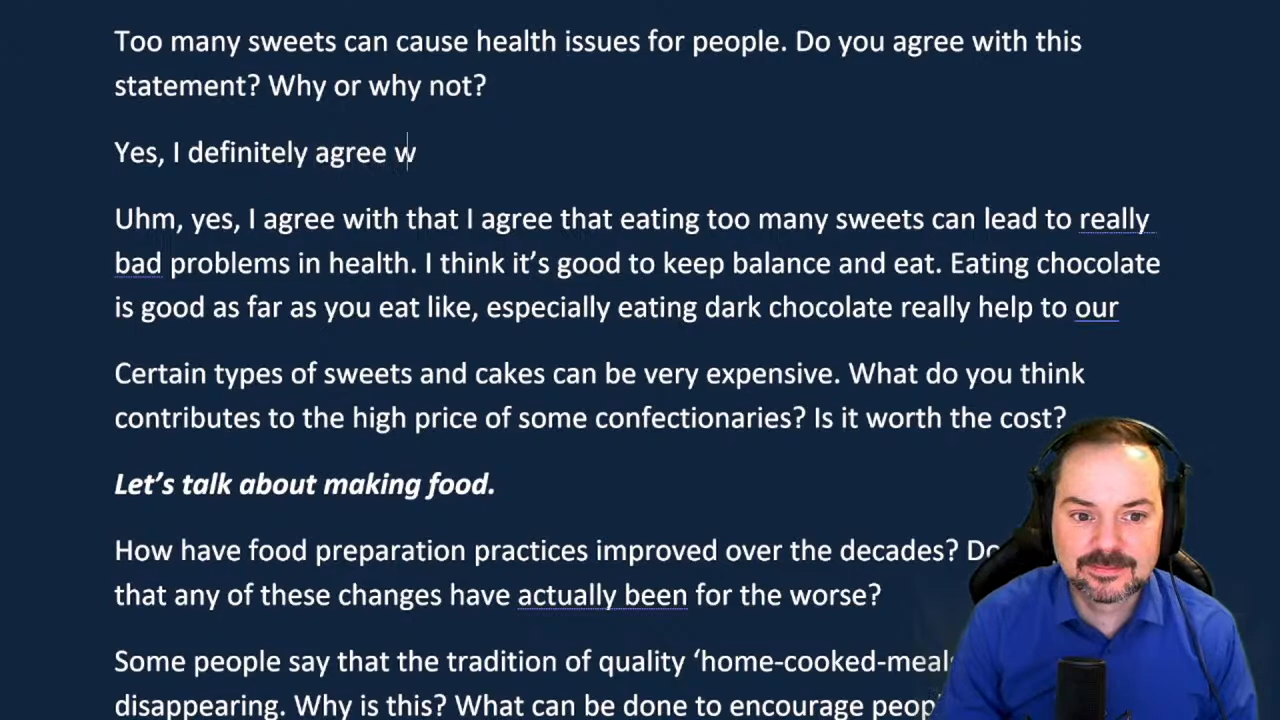 Too many sweets can cause health issues for people. Do you agree with this
statement? Why or why not?
Yes, I definitely agree w
Uhm, yes, I agree with that I agree that eating too many sweets can lead to really
bad problems in health. I think it’s good to keep balance and eat. Eating chocolate
is good as far as you eat like, especially eating dark chocolate really help to our
Certain types of sweets and cakes can be very expensive. What do you think
contributes to the high price of some confectionaries? Is it worth the cost?
Let’s talk about making food.
How have food preparation practices improved over the decades? Do
that any of these changes have actually been for the worse?
Some people say that the tradition of quality ‘home-cooked-meals
disappearing. Why is this? What can be done to encourage